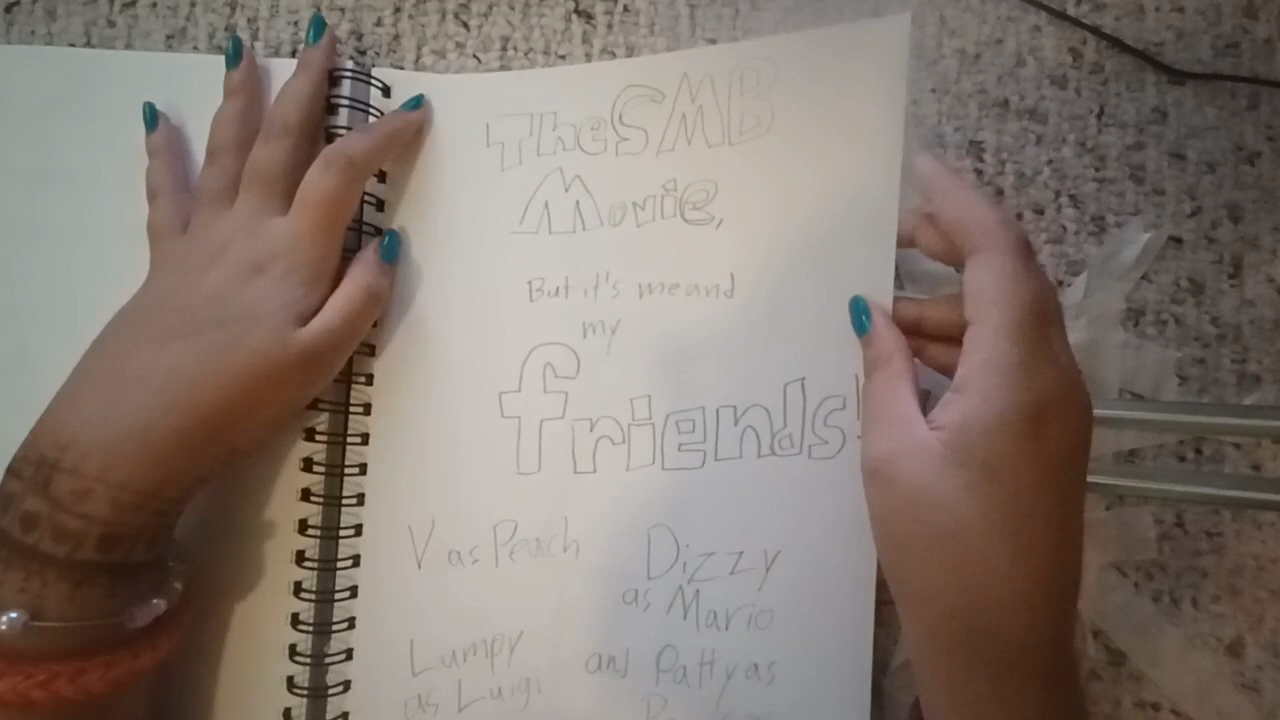 The SMB
Movie,
But it's me and
my
friends!
V as Peach
Dizzy
as Mario
Lumpy
as Luigi
and Patty as